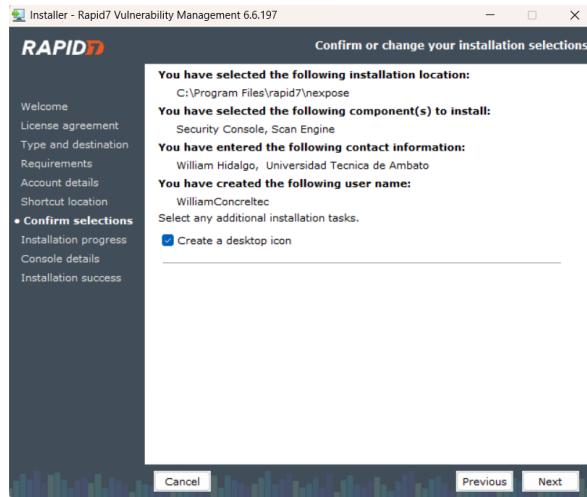 Installer - Rapid7 Vulnerability Management 6.6.197
RAPID7
Confirm or change your installation selections
Welcome
License agreement
Type and destination
Requirements
Account details
Shortcut location
Confirm selections
Installation progress
Console details
Installation success
You have selected the following installation location:
C:\Program Files\rapid7\nexpose
You have selected the following component(s) to install:
Security Console, Scan Engine
You have entered the following contact information:
William Hidalgo, Universidad Tecnica de Ambato
You have created the following user name:
WilliamConcreltec
Select any additional installation tasks.
Create a desktop icon
Cancel
Previous
Next